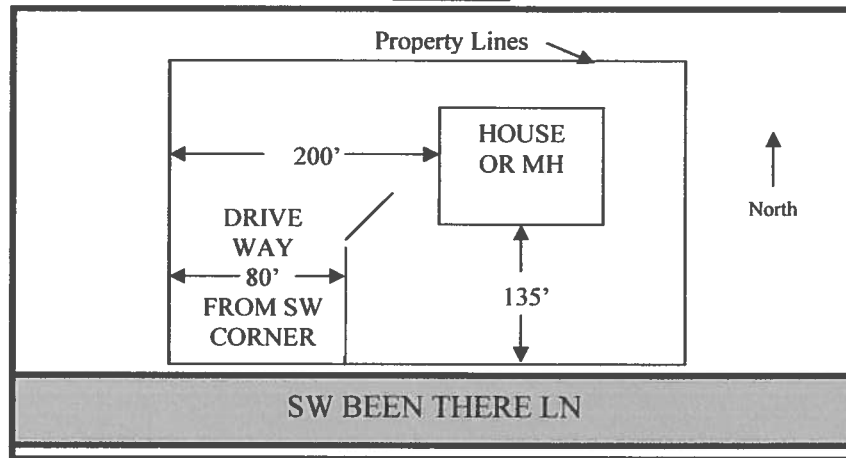 Property Lines
HOUSE
OR MH
200’
North
DRIVE
WAY
80’
FROM SW
CORNER
135’
SW BEEN THERE LN